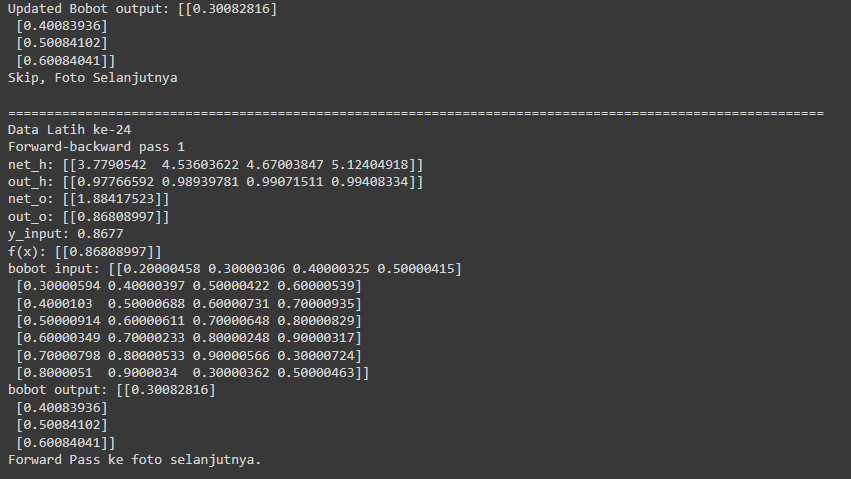 Updated Bobot output: [[0.30082816]
 [0.40083936]
 [0.50084102]
 [0.60084041]]
Skip, Foto Selanjutnya
==========================================================================================================
Data Latih ke-24
Forward-backward pass 1
net_h: [[3.7790542  4.53603622 4.67003847 5.12404918]]
out_h: [[0.97766592 0.98939781 0.99071511 0.99408334]]
net_o: [[1.88417523]]
out_o: [[0.86808997]]
y_input: 0.8677
f(x): [[0.86808997]]
bobot input: [[0.20000458 0.30000306 0.40000325 0.50000415]
 [0.30000594 0.40000397 0.50000422 0.60000539]
 [0.4000103  0.50000688 0.60000731 0.70000935]
 [0.50000914 0.60000611 0.70000648 0.80000829]
 [0.60000349 0.70000233 0.80000248 0.90000317]
 [0.70000798 0.80000533 0.90000566 0.30000724]
 [0.8000051  0.9000034  0.30000362 0.50000463]]
bobot output: [[0.30082816]
 [0.40083936]
 [0.50084102]
 [0.60084041]]
Forward Pass ke foto selanjutnya.